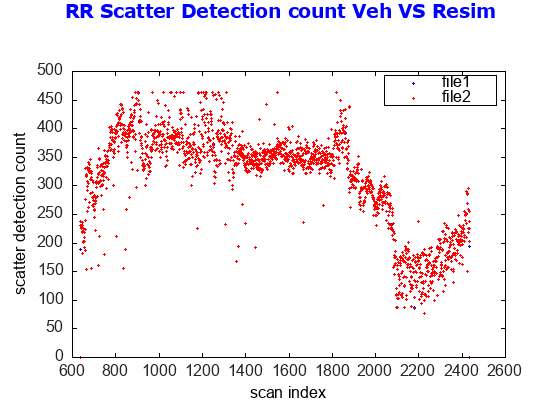 RR Scatter Detection count Veh VS Resim
500
450
400
350
300
250
200
150
100
50
0
file1
file2
scatter detection count
600 800 1000 1200 1400 1600 1800 2000 2200 2400 2600
scan index